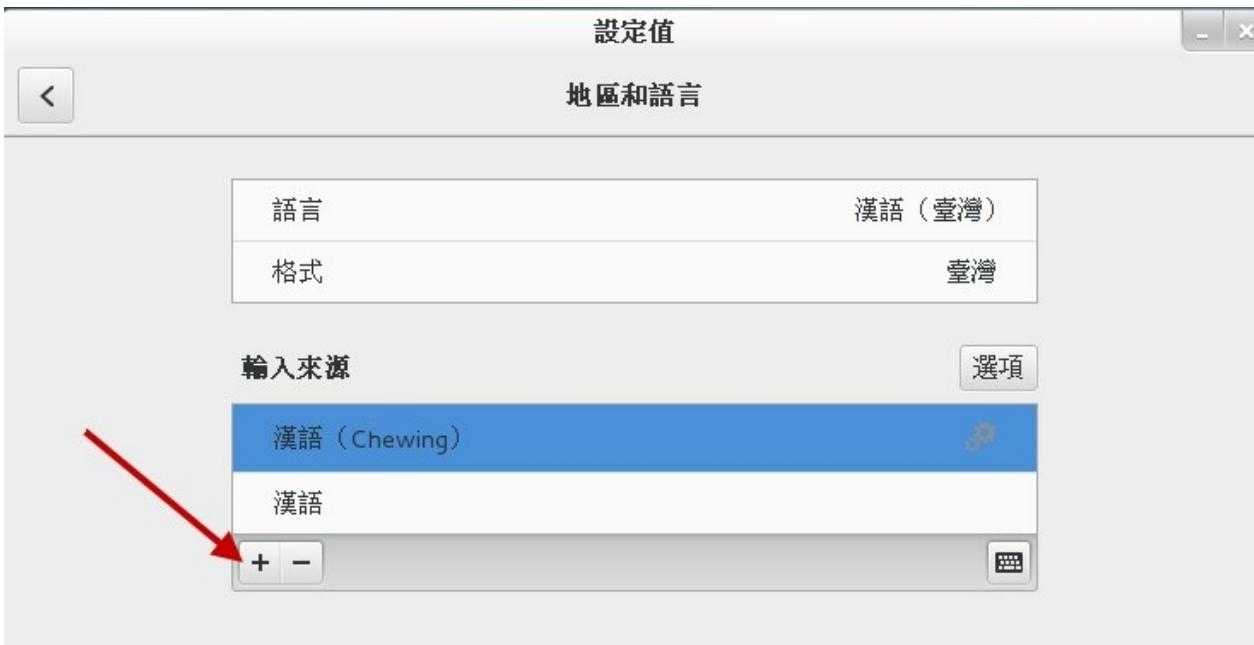 設定值
地區和語言
語言 漢語（臺灣）
格式 臺灣
輸入來源 選項
漢語（Chewing）
漢語